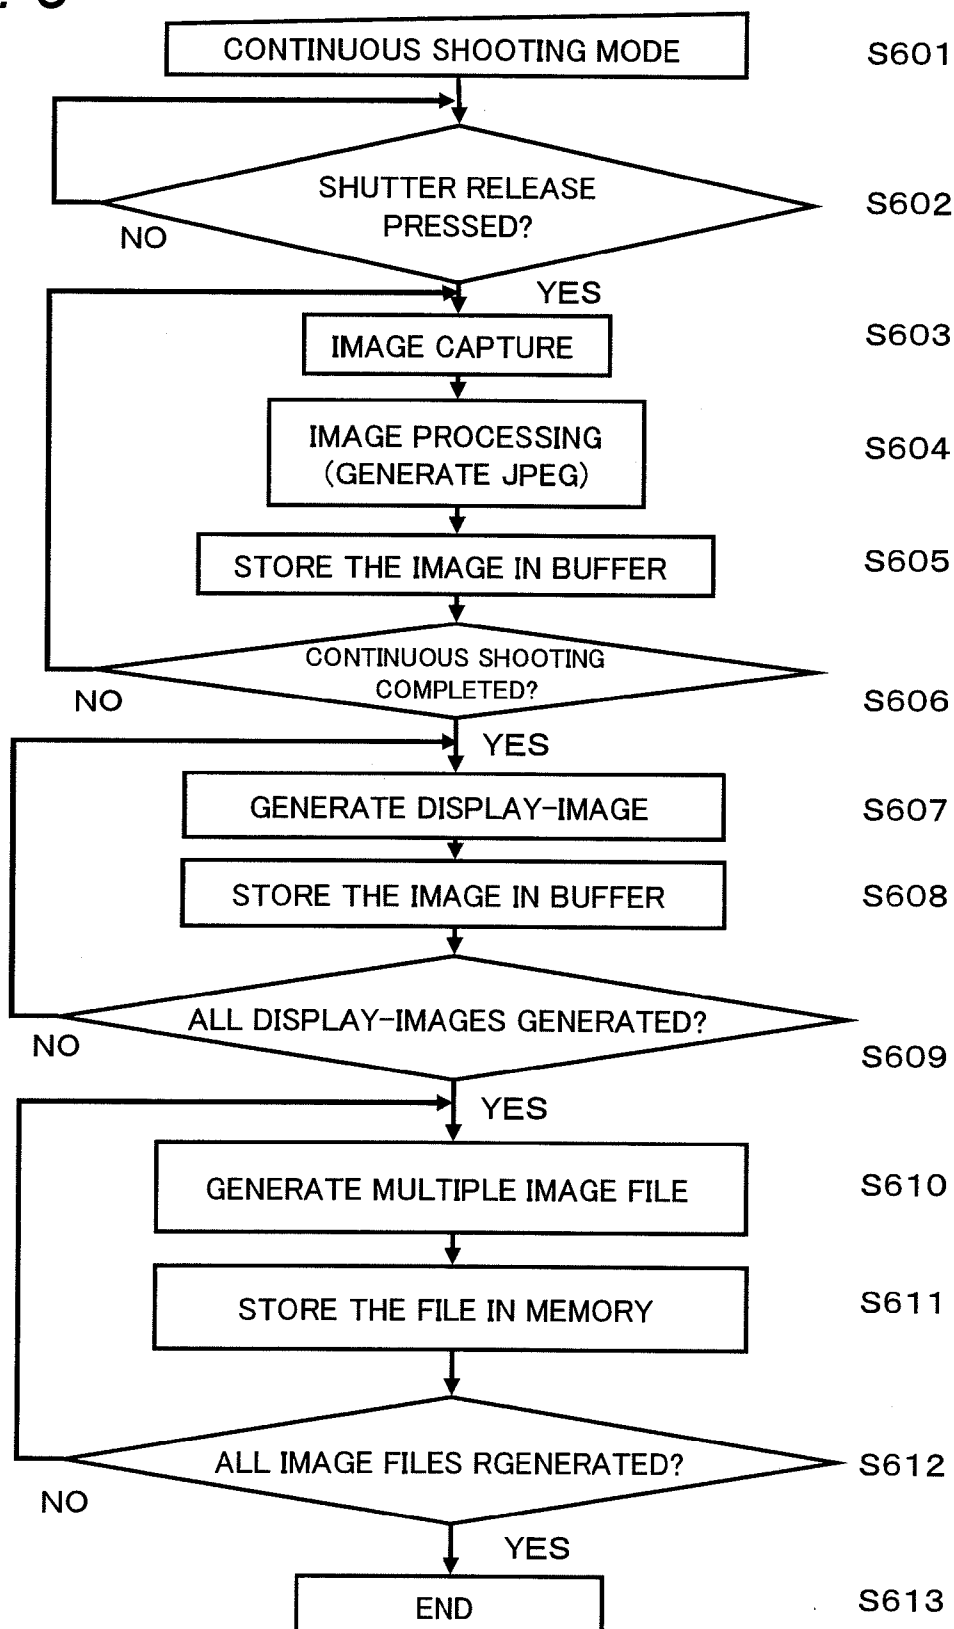 CONTINUOUS SHOOTING MODE S601
SHUTTER RELEASE
PRESSED?
S602
NO
YES
IMAGE CAPTURE S603
IMAGE PROCESSING
(GENERATE JPEG)
S604
STORE THE IMAGE IN BUFFER S605
CONTINUOUS SHOOTING
COMPLETED?
NO
S606
YES
GENERATE DISPLAY-IMAGE S607
STORE THE IMAGE IN BUFFER S608
ALL DISPLAY-IMAGES GENERATED?
NO
S609
YES
GENERATE MULTIPLE IMAGE FILE S610
STORE THE FILE IN MEMORY S611
ALL IMAGE FILES RGENERATED? S612
NO
YES
END S613